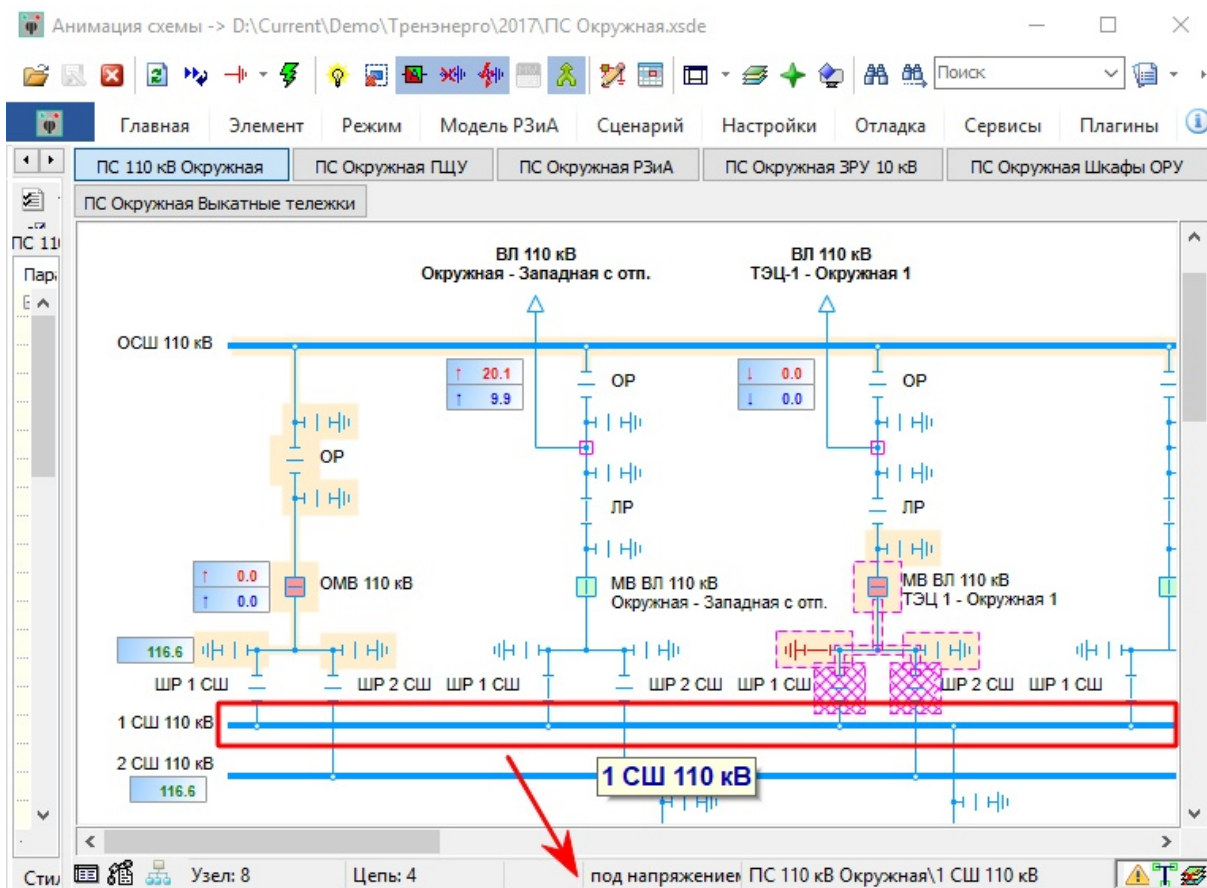 Анимация схемы -> D:\Current\Demo\Тренэнерго\2017\ПС Окружная.xsde
Поиск
Главная Элемент Режим Модель РЗиА Сценарий Настройки Отладка Сервисы Плагины
ПС 110 кВ Окружная ПС Окружная ПЩУ ПС Окружная РЗиА ПС Окружная ЗРУ 10 кВ ПС Окружная Шкафы ОРУ
ПС Окружная Выкатные тележки
ПС 11
Пара
ВЛ 110 кВ
Окружная - Западная с отп.
ВЛ 110 кВ
ТЭЦ-1 - Окружная 1
ОСШ 110 кВ
↑ 20.1
↑ 9.9
ОР
↓ 0.0
↓ 0.0
ОР
ОР
ЛР
ЛР
↑ 0.0
↑ 0.0
ОМВ 110 кВ
МВ ВЛ 110 кВ
Окружная - Западная с отп.
МВ ВЛ 110 кВ
ТЭЦ 1 - Окружная 1
116.6
ШР 1 СШ ШР 2 СШ ШР 1 СШ ШР 2 СШ ШР 1 СШ ШР 2 СШ ШР 1 СШ
1 СШ 110 кВ
2 СШ 110 кВ
116.6
1 СШ 110 кВ
Сти Узел: 8 Цепь: 4 под напряжением ПС 110 кВ Окружная\1 СШ 110 кВ